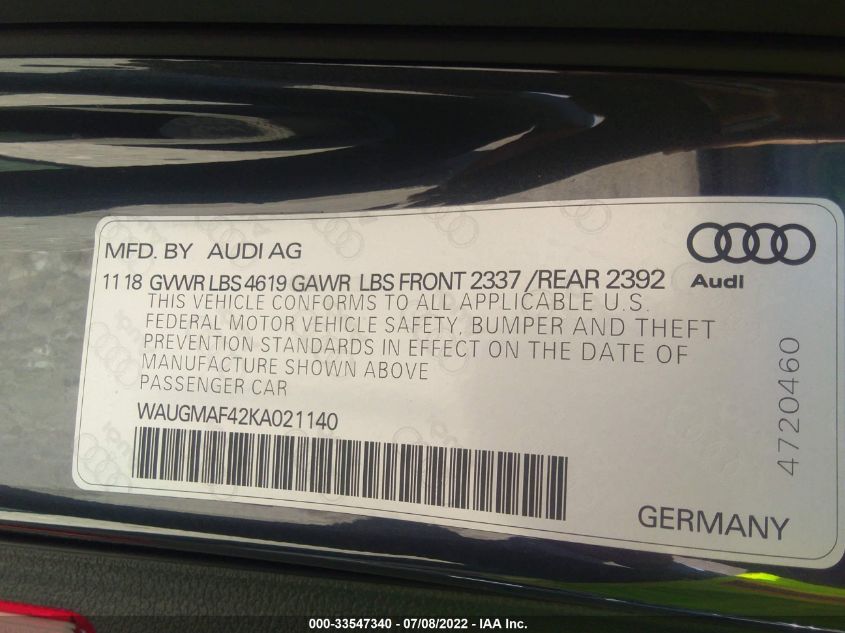 MFD. BY AUDI AG
11 18 GVWR LBS 4619 GAWR LBS FRONT 2337 /REAR 2392
Audi
THIS VEHICLE CONFORMS TO ALL APPLICABLE U.S.
FEDERAL MOTOR VEHICLE SAFETY, BUMPER AND THEFT
PREVENTION STANDARDS IN EFFECT ON THE DATE OF
MANUFACTURE SHOWN ABOVE
PASSENGER CAR
WAUGMAF42KA021140
4720460
GERMANY
000-33547340 / 07/08/2022 - IAA Inc.